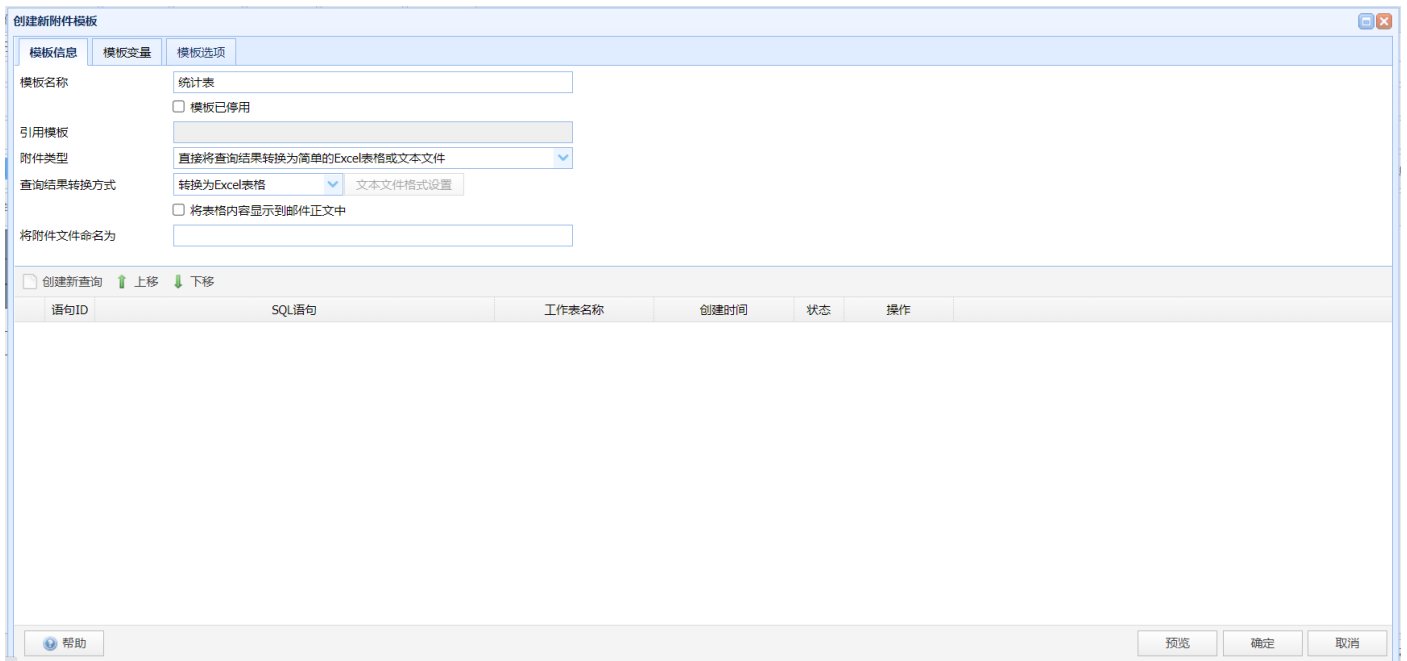 创建新附件模板
模板信息 模板变量 模板选项
模板名称 统计表
模板已停用
引用模板
附件类型 直接将查询结果转换为简单的Excel表格或文本文件
查询结果转换方式 转换为Excel表格 文本文件格式设置
将表格内容显示到邮件正文中
将附件文件命名为
创建新查询 上移 下移
语句ID SQL语句 工作表名称 创建时间 状态 操作
帮助 预览 确定 取消